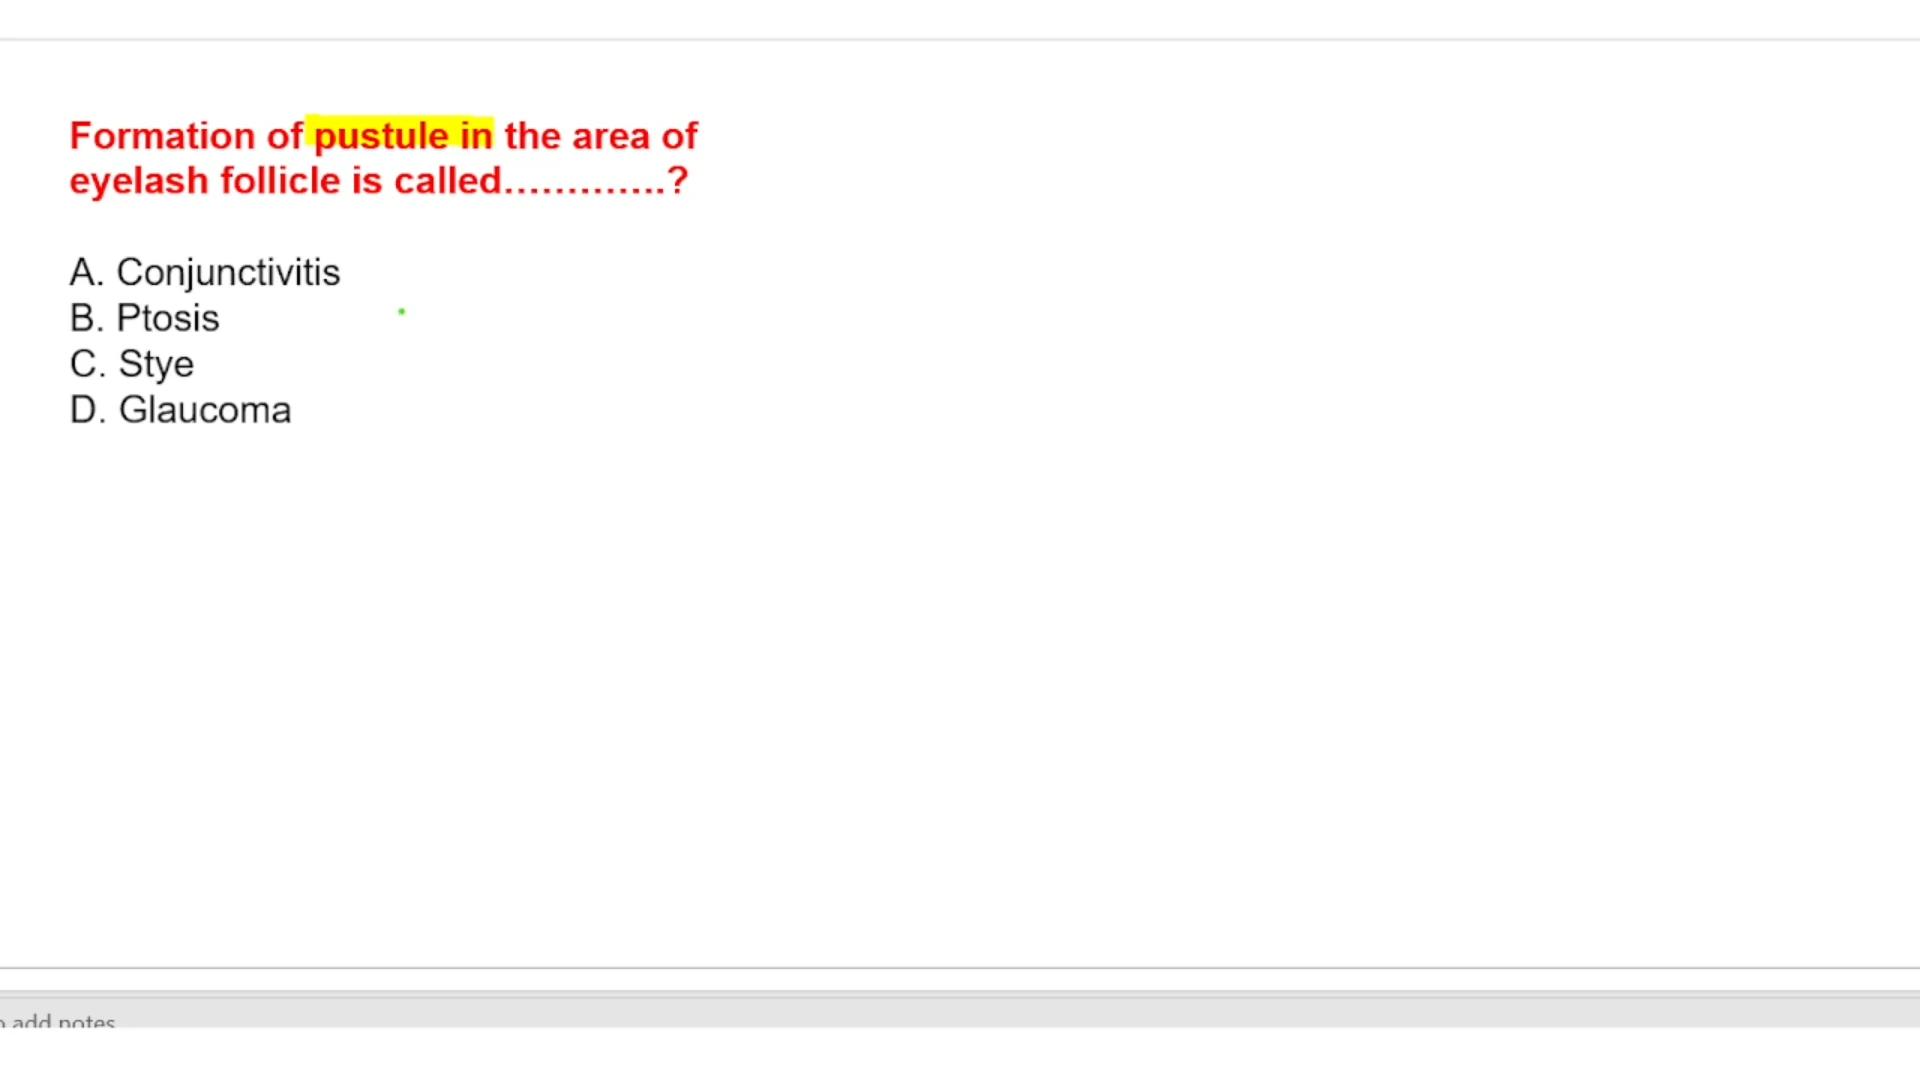 Formation of pustule in the area of
eyelash follicle is called.............?
A. Conjunctivitis
B. Ptosis
C. Stye
D. Glaucoma
add notes